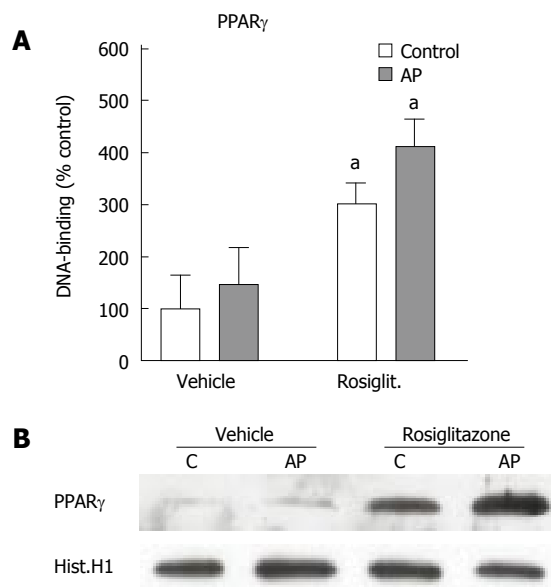 PPARγ
A
Control
AP
600
500
400
300
200
100
0
DNA-binding (% control)
a
a
Vehicle
Rosiglit.
B
Vehicle
Rosiglitazone
C
AP
C
AP
PPARγ
Hist.H1